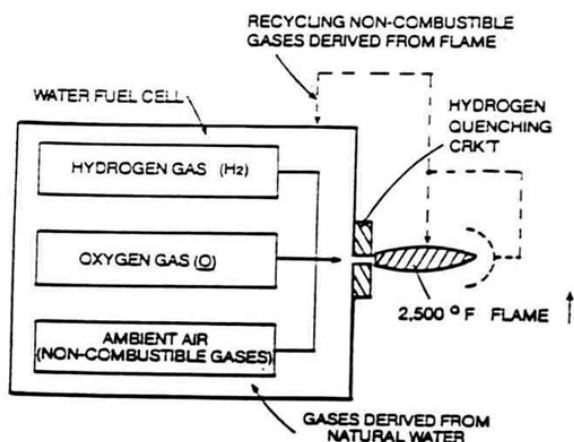 RECYCLING NON-COMBUSTIBLE
GASES DERIVED FROM FLAME
WATER FUEL CELL
HYDROGEN
QUENCHING
CRK'T
HYDROGEN GAS (H2)
OXYGEN GAS (O)
AMBIENT AIR
(NON-COMBUSTIBLE GASES)
2,500 °F FLAME
GASES DERIVED FROM
NATURAL WATER